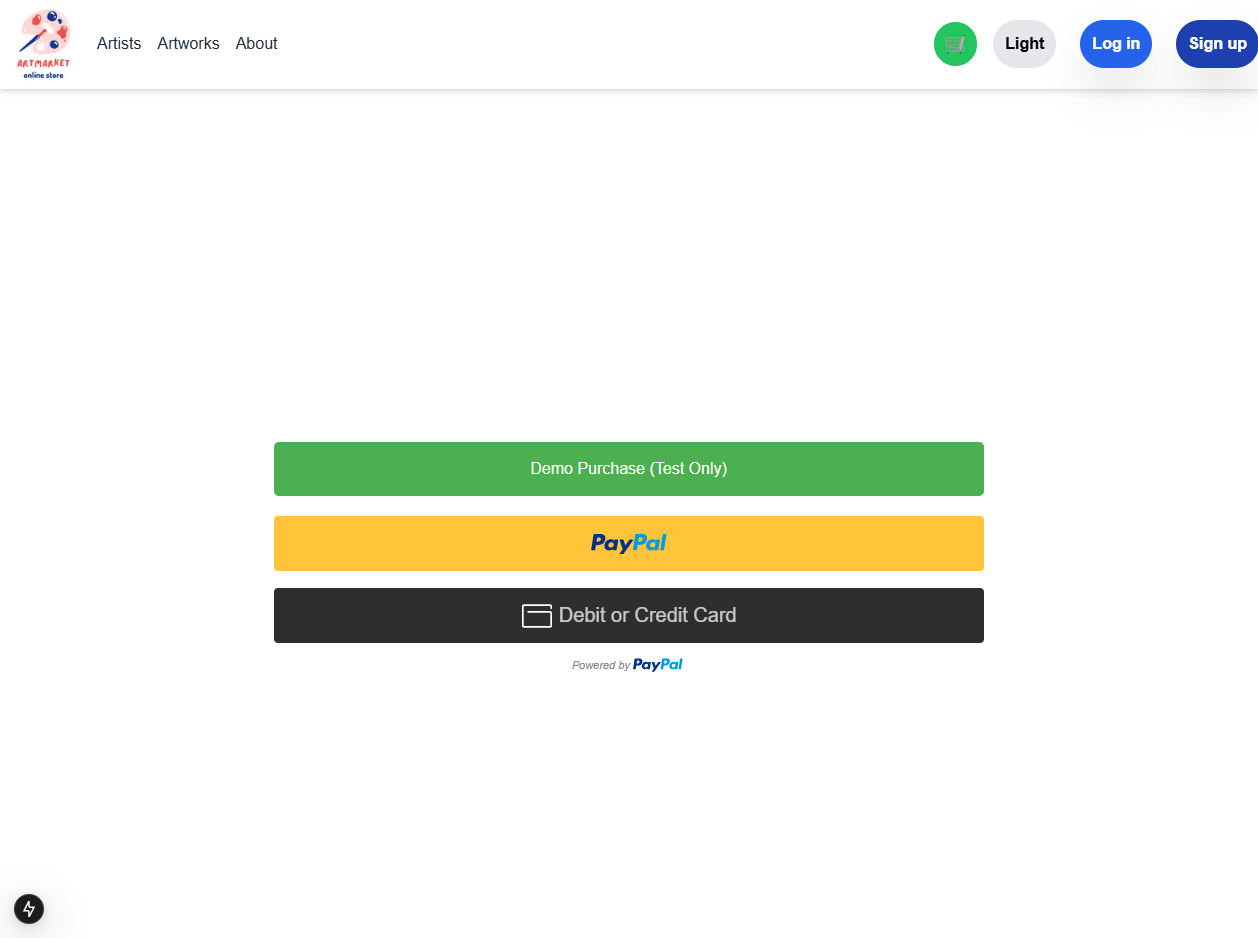 ARTMARKET
online store
Artists Artworks About
Light Log in Sign up
Demo Purchase (Test Only)
PayPal
Debit or Credit Card
Powered by PayPal